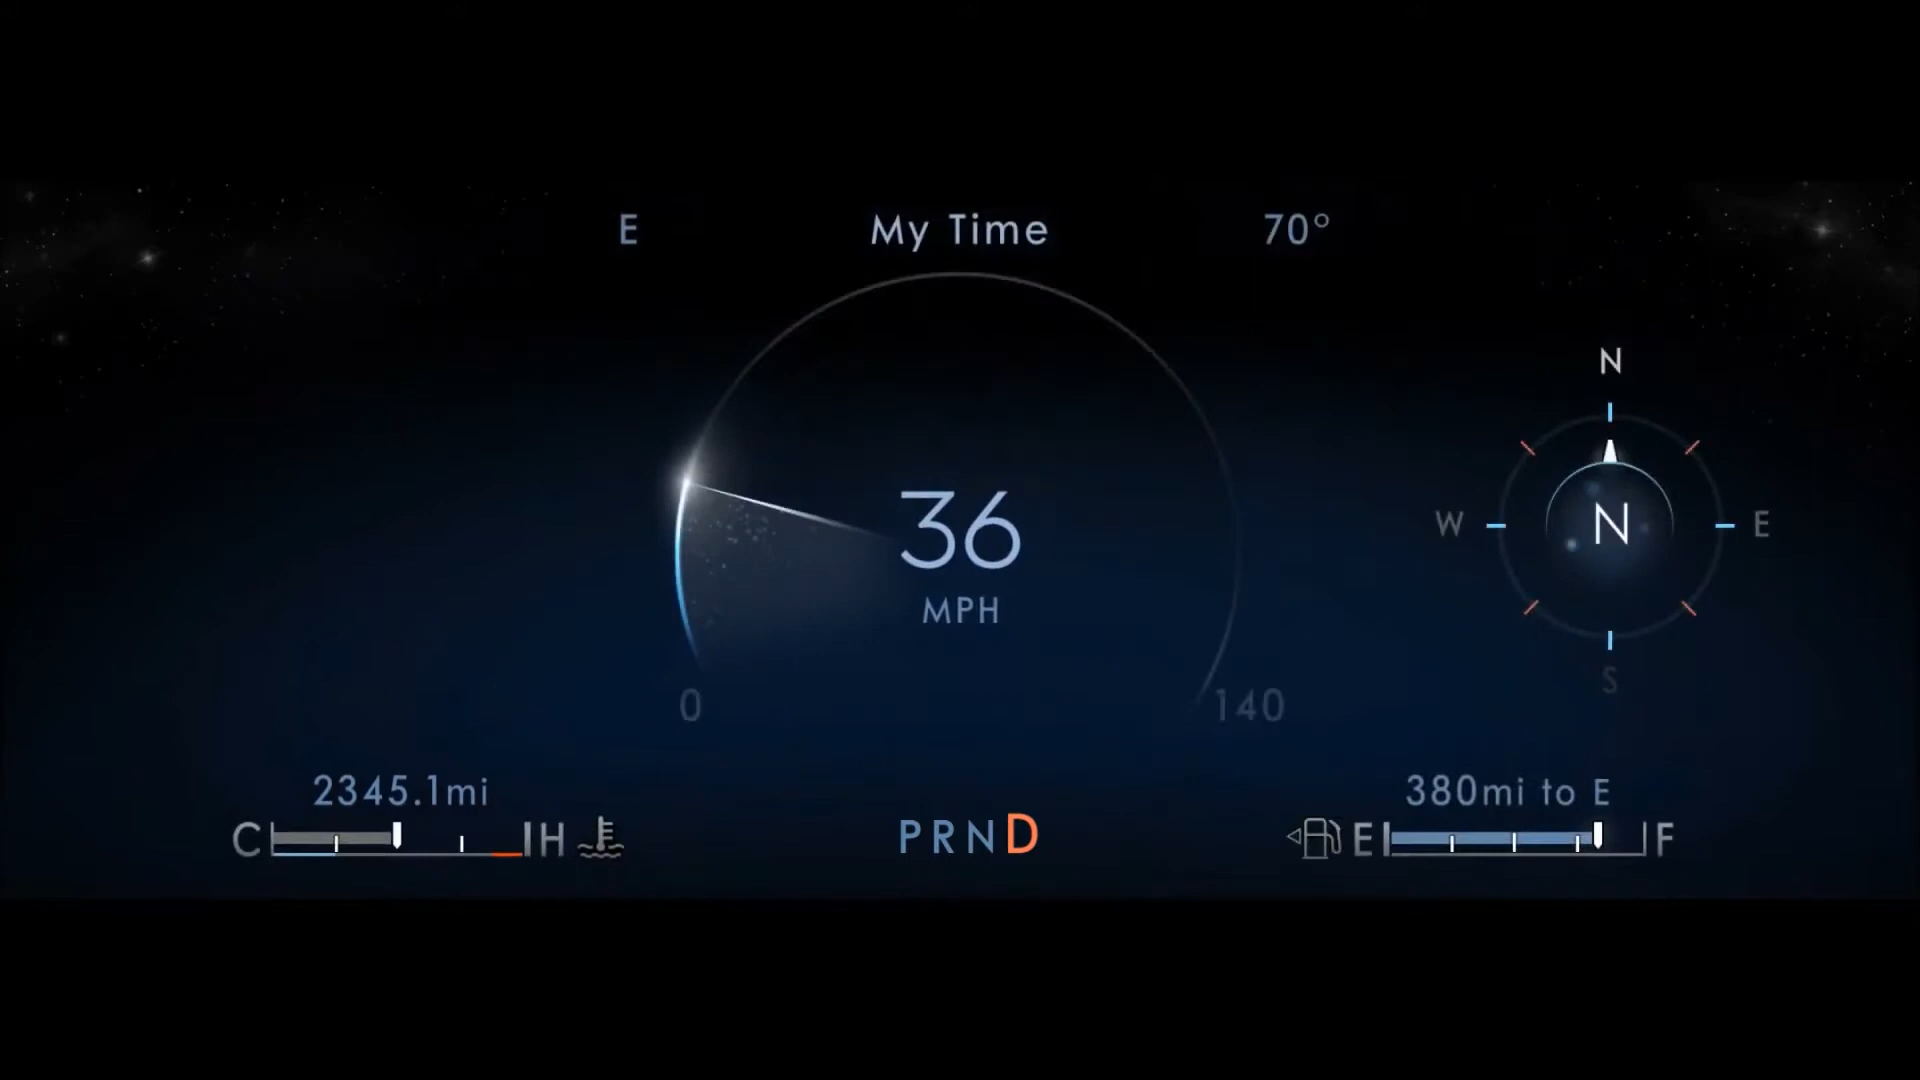 E My Time 70°
N
W N E
S
36
MPH
0 140
2345.1mi
C H
PRND
380mi to E
E F